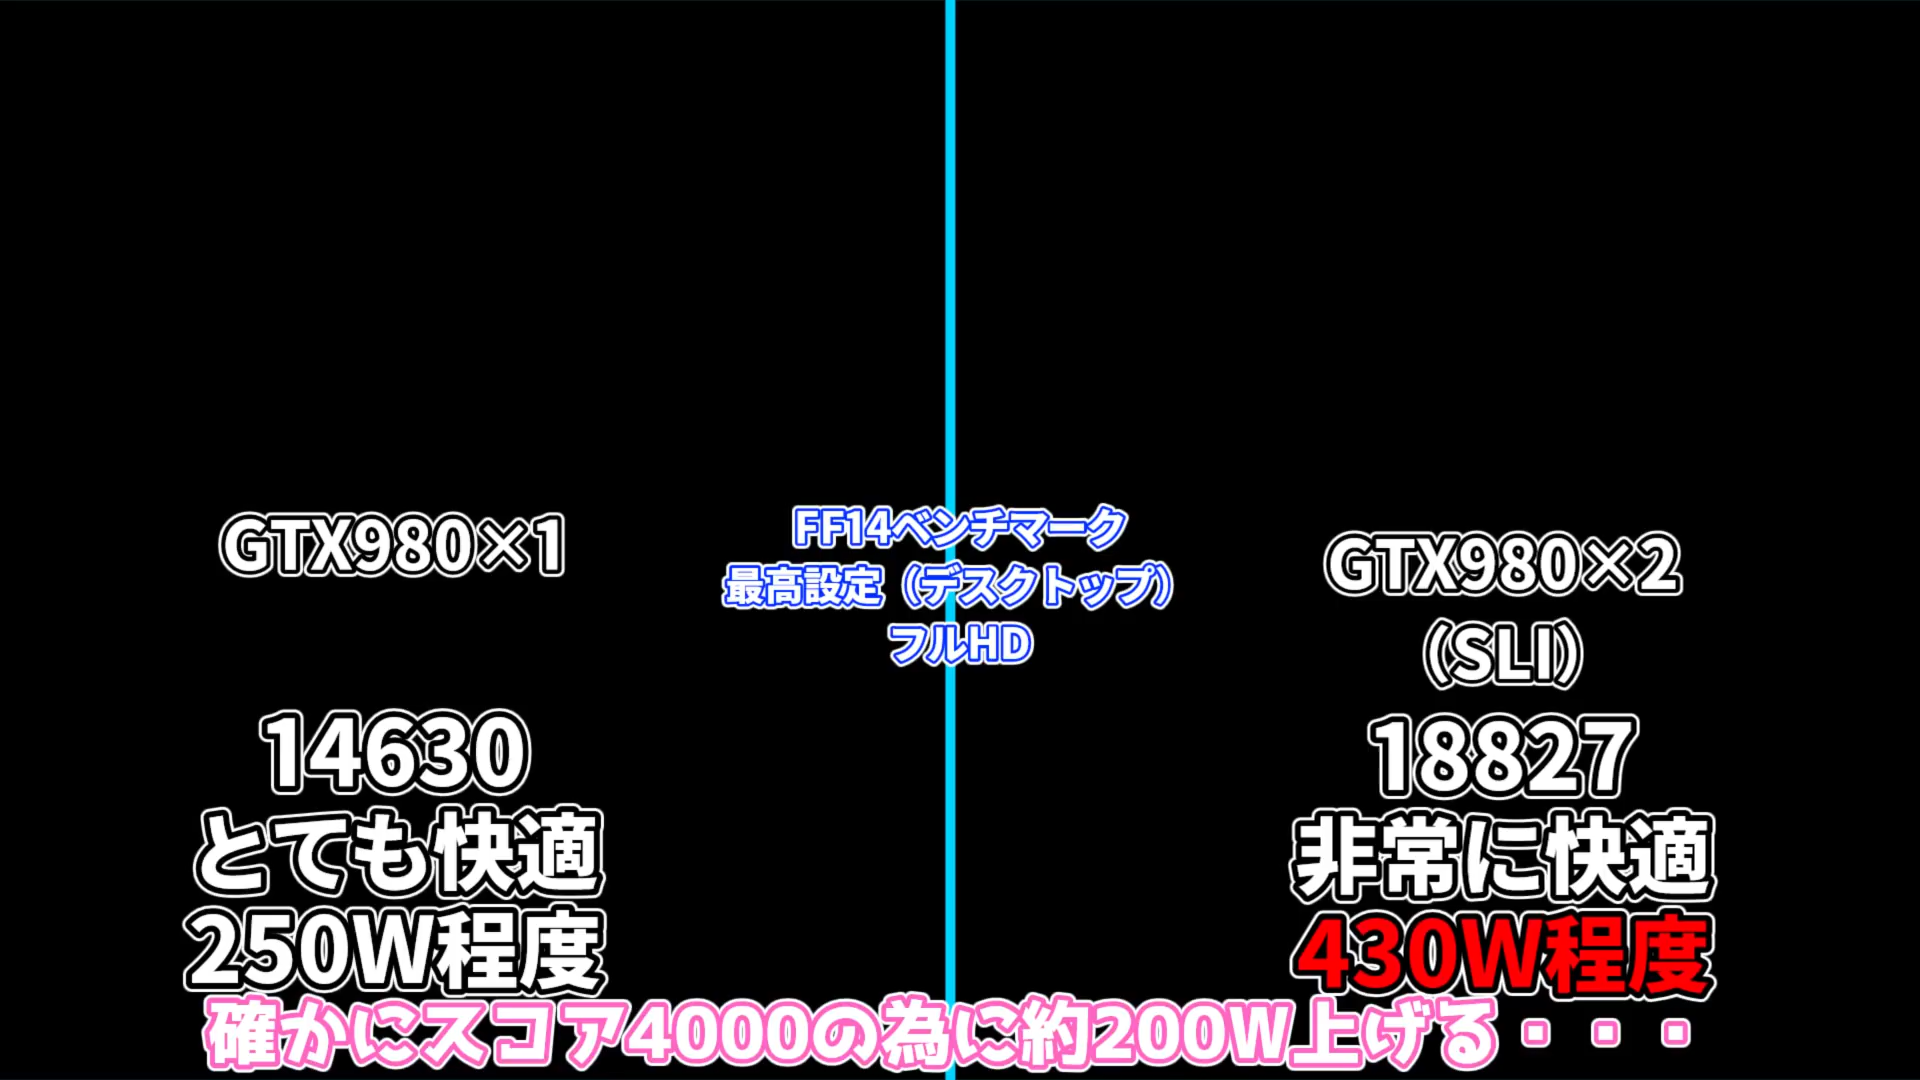 GTX980×1
14630
とても快適
250W程度
FF14ベンチマーク
最高設定（デスクトップ）
フルHD
GTX980×2
（SLI）
18827
非常に快適
430W程度
確かにスコア4000の為に約200W上げる・・・